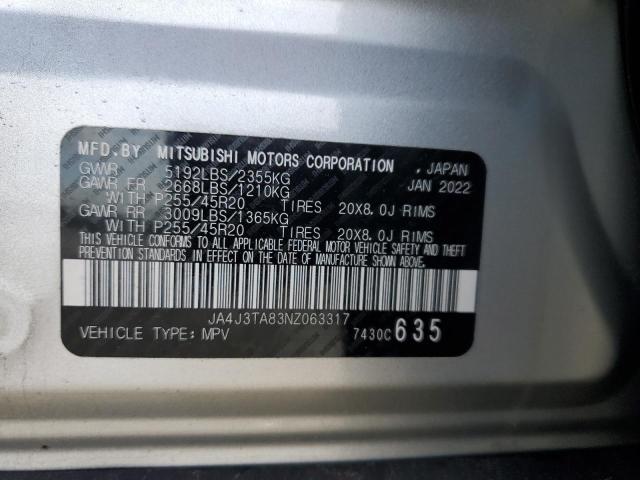 MFD.BY MITSUBISHI MOTORS CORPORATION , JAPAN
GVWR 5192LBS/2355KG JAN 2022
GAWR FR 2668LBS/1210KG
WITH P255/45R20 TIRES 20X8.0J RIMS
GAWR RR 3009LBS/1365KG
WITH P255/45R20 TIRES 20X8.0J RIMS
THIS VEHICLE CONFORMS TO ALL APPLICABLE FEDERAL MOTOR VEHICLE SAFETY AND THEFT
PREVENTION STANDARDS IN EFFECT ON THE DATE OF MANUFACTURE SHOWN ABOVE.
JA4J3TA83NZ063317
VEHICLE TYPE: MPV 7430C 635